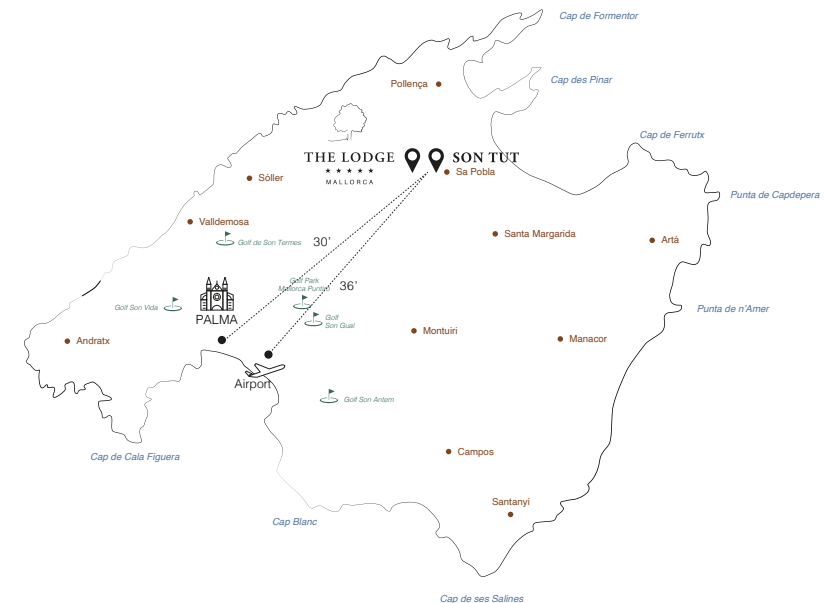 Cap de Formentor
Cap des Pinar
Pollença
Cap de Ferrutx
THE LODGE
★★★★★
MALLORCA
SON TUT
Sa Pobla
Sóller
Punta de Capdepera
Valldemosa
Golf de Son Termes
30'
Santa Margarida
Artá
Golf Park
Mallorca Puntiró
36'
Golf Son Vida
PALMA
Golf
Son Gual
Punta de n'Amer
Andratx
Montuiri
Manacor
Airport
Golf Son Antem
Cap de Cala Figuera
Campos
Santanyí
Cap Blanc
Cap de ses Salines